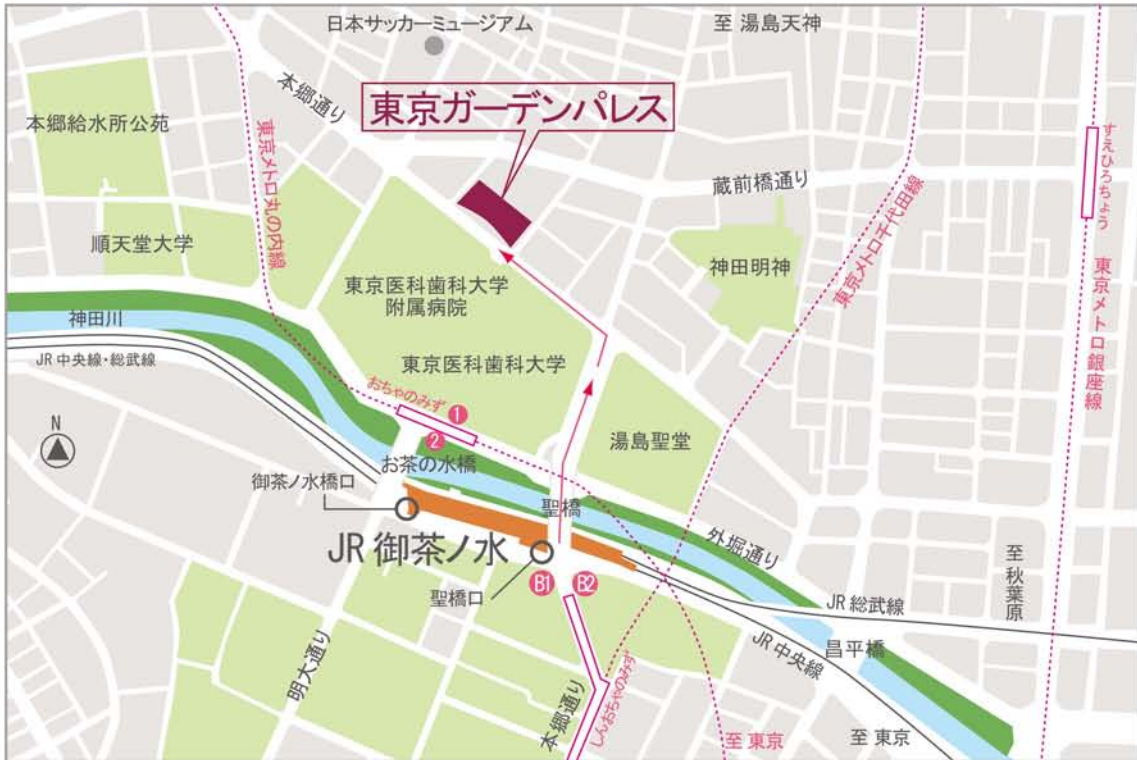 日本サッカーミュージアム
至 湯島天神
本郷通り
東京ガーデンパレス
本郷給水所公苑
東京メトロ丸の内線
すえひろちょう
蔵前橋通り
東京メトロ千代田線
順天堂大学
神田明神
東京医科歯科大学
附属病院
東京メトロ銀座線
神田川
JR 中央線・総武線
東京医科歯科大学
おちゃのみず
1
2
湯島聖堂
N
お茶の水橋
御茶ノ水橋口
聖橋
外堀通り
JR 御茶ノ水
至 秋葉原
聖橋口
B1
B2
JR 総武線
JR 中央線
昌平橋
明大通り
本郷通り
しんおちゃのみず
至 東京
至 東京